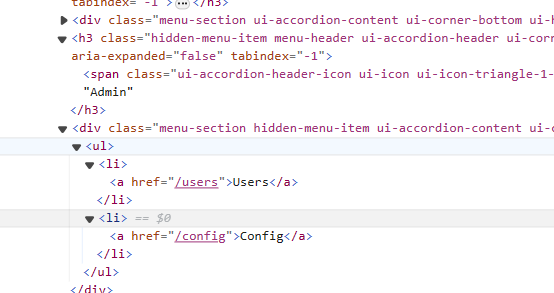 tabindex="-1"> … </h3>
<div class="menu-section ui-accordion-content ui-corner-bottom ui-h
<h3 class="hidden-menu-item menu-header ui-accordion-header ui-corn
aria-expanded="false" tabindex="-1">
<span class="ui-accordion-header-icon ui-icon ui-icon-triangle-1-
"Admin"
</h3>
<div class="menu-section hidden-menu-item ui-accordion-content ui-c
<ul>
<li>
<a href="/users">Users</a>
</li>
<li> == $0
<a href="/config">Config</a>
</li>
</ul>
</div>